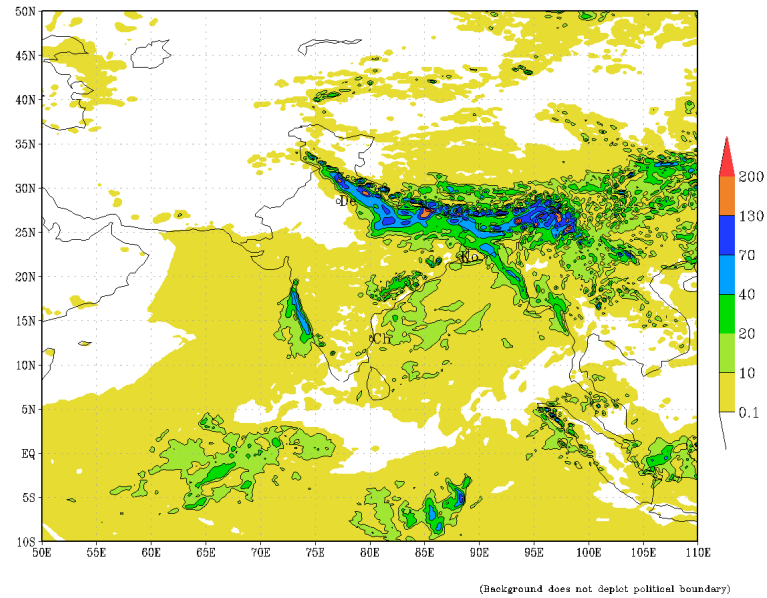 50N
45N
40N
35N
30N
25N
20N
15N
10N
5N
EQ
5S
10S
50E 55E 60E 65E 70E 75E 80E 85E 90E 95E 100E 105E 110E
De
Ko
Ch
200
130
70
40
20
10
0.1
(Background does not depict political boundary)